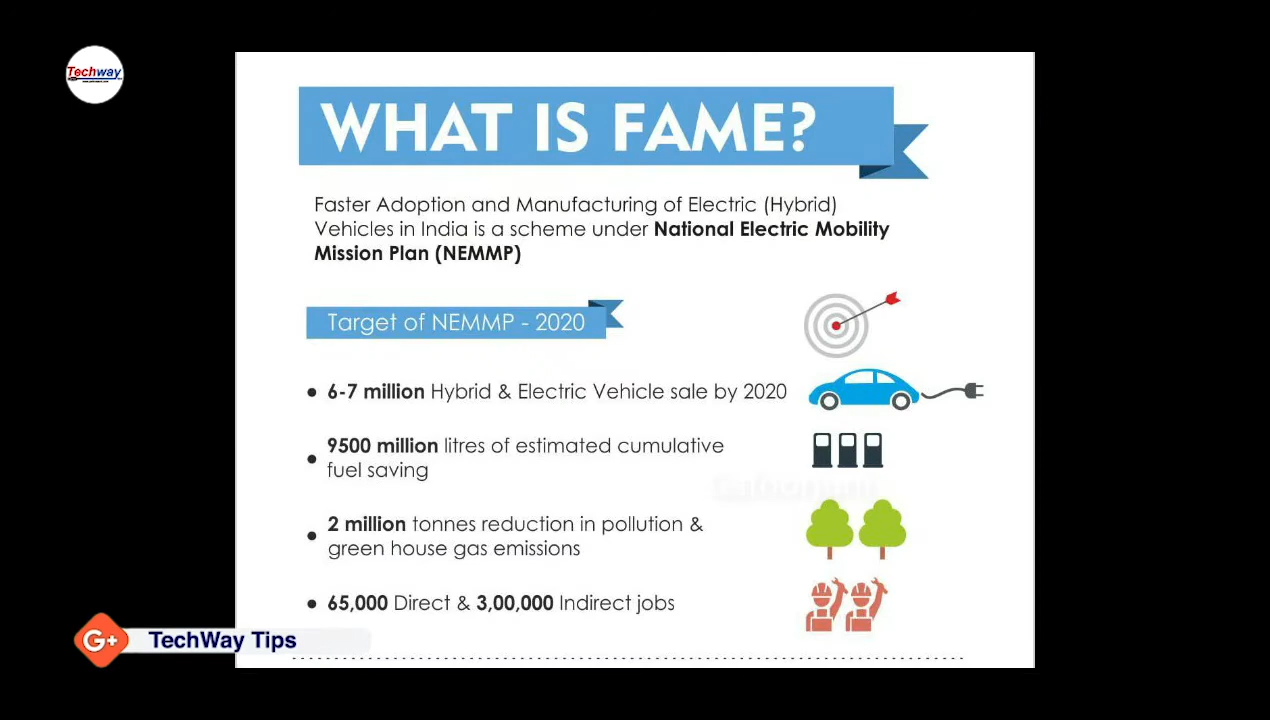 Techway
WHAT IS FAME?
Faster Adoption and Manufacturing of Electric (Hybrid)
Vehicles in India is a scheme under National Electric Mobility
Mission Plan (NEMMP)
Target of NEMMP - 2020
• 6-7 million Hybrid & Electric Vehicle sale by 2020
• 9500 million litres of estimated cumulative
fuel saving
• 2 million tonnes reduction in pollution &
green house gas emissions
• 65,000 Direct & 3,00,000 Indirect jobs
G+ TechWay Tips